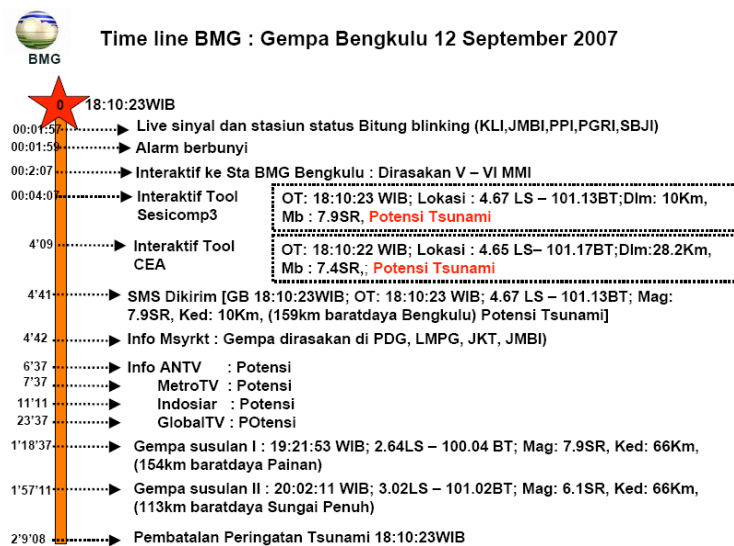 Time line BMG : Gempa Bengkulu 12 September 2007
BMG
0 18:10:23WIB
00:01:57 Live sinyal dan stasiun status Bitung blinking (KLI,JMBI,PPI,PGRI,SBJI)
00:01:59 Alarm berbunyi
00:2:07 Interaktif ke Sta BMG Bengkulu : Dirasakan V – VI MMI
00:04:07 Interaktif Tool
Sesicomp3
OT: 18:10:23 WIB; Lokasi : 4.67 LS – 101.13BT;Dlm: 10Km,
Mb : 7.9SR, Potensi Tsunami
4’09 Interaktif Tool
CEA
OT: 18:10:22 WIB; Lokasi : 4.65 LS– 101.17BT;Dlm:28.2Km,
Mb : 7.4SR,; Potensi Tsunami
4’41 SMS Dikirim [GB 18:10:23WIB; OT: 18:10:23 WIB; 4.67 LS – 101.13BT; Mag:
7.9SR, Ked: 10Km, (159km baratdaya Bengkulu) Potensi Tsunami]
4’42 Info Msyrkt : Gempa dirasakan di PDG, LMPG, JKT, JMBI)
6’37 Info ANTV : Potensi
7’37 MetroTV : Potensi
11’11 Indosiar : Potensi
23’37 GlobalTV : POtensi
1’18’37 Gempa susulan I : 19:21:53 WIB; 2.64LS – 100.04 BT; Mag: 7.9SR, Ked: 66Km,
(154km baratdaya Painan)
1’57’11 Gempa susulan II : 20:02:11 WIB; 3.02LS – 101.02BT; Mag: 6.1SR, Ked: 66Km,
(113km baratdaya Sungai Penuh)
2’9’08 Pembatalan Peringatan Tsunami 18:10:23WIB